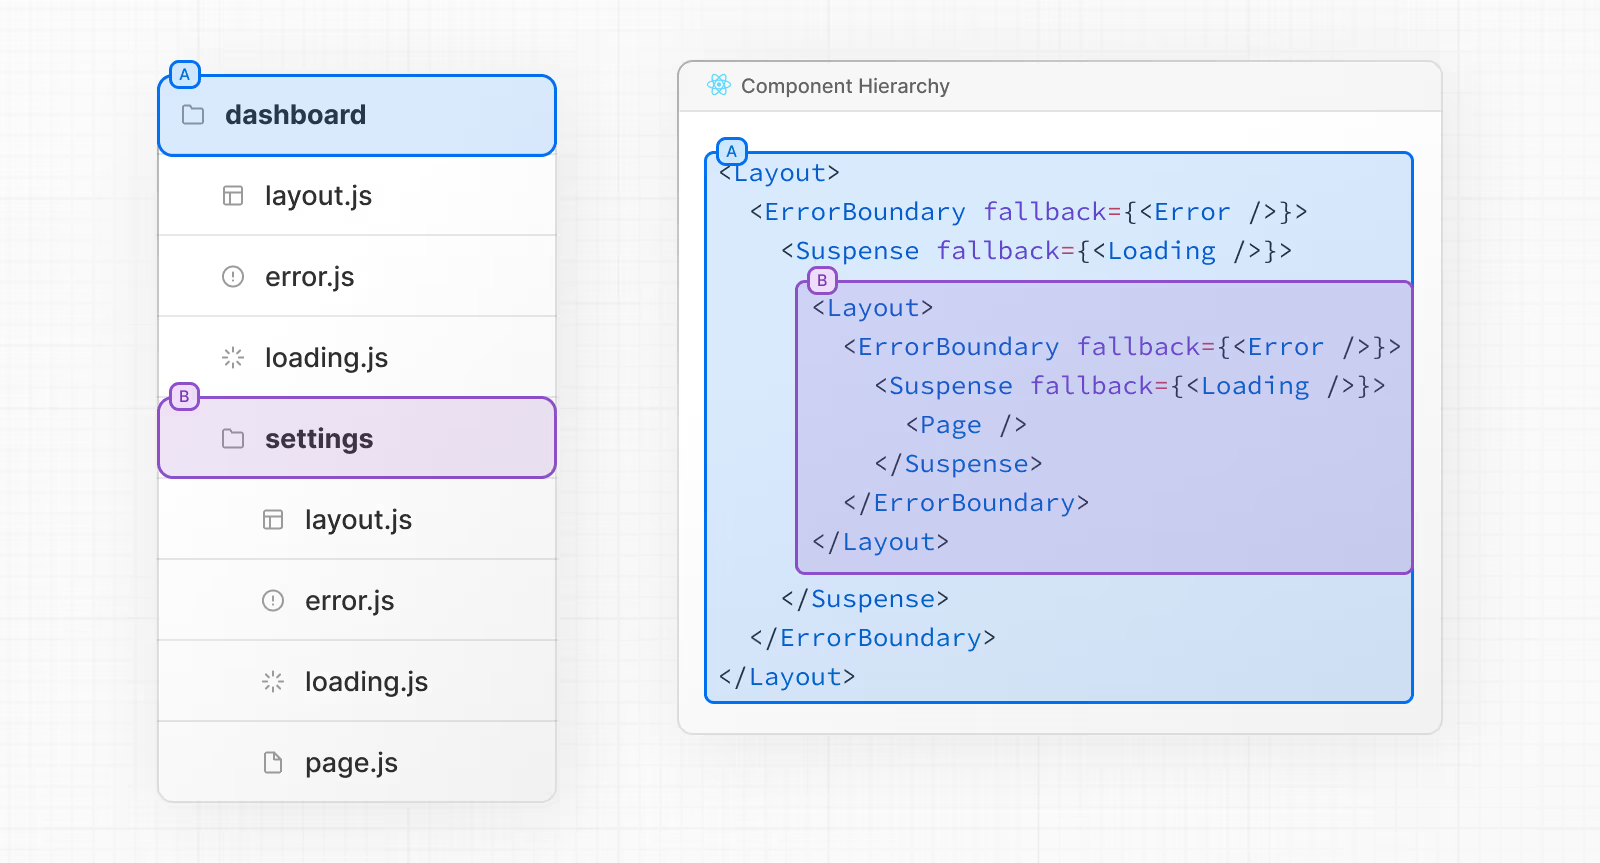 A
dashboard
layout.js
error.js
loading.js
B
settings
layout.js
error.js
loading.js
page.js
Component Hierarchy
A
<Layout>
<ErrorBoundary fallback={<Error />}>
<Suspense fallback={<Loading />}>
B
<Layout>
<ErrorBoundary fallback={<Error />}>
<Suspense fallback={<Loading />}>
<Page />
</Suspense>
</ErrorBoundary>
</Layout>
</Suspense>
</ErrorBoundary>
</Layout>